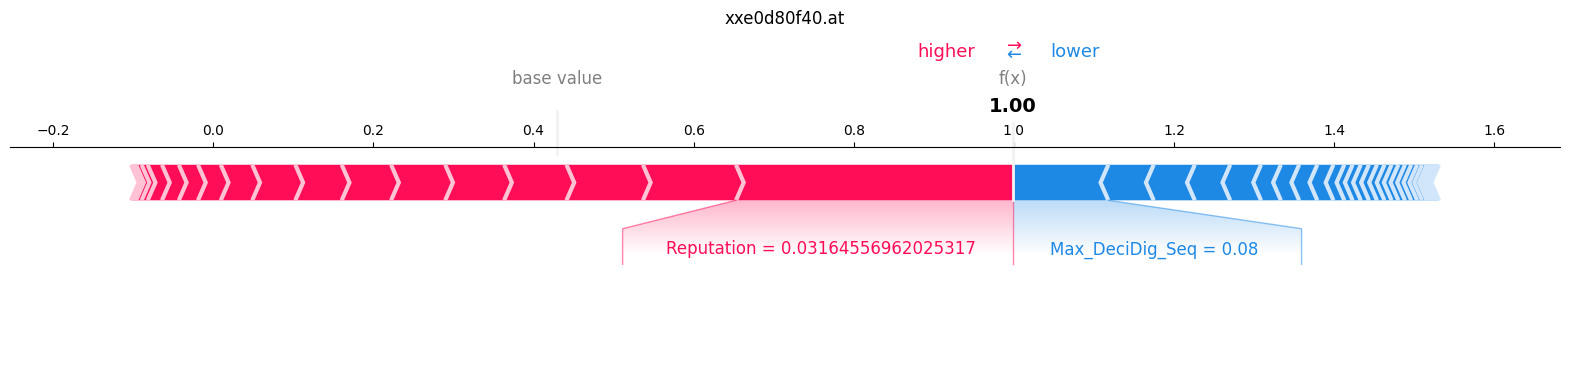 xxe0d80f40.at
higher → ← lower
base value f(x)
1.00
−0.2 0.0 0.2 0.4 0.6 0.8 1.0 1.2 1.4 1.6
Reputation = 0.03164556962025317 Max_DeciDig_Seq = 0.08